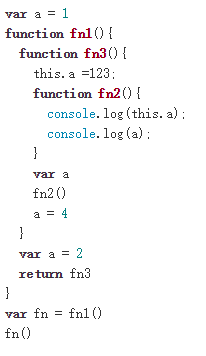 var a = 1
function fn1(){
  function fn3(){
    this.a =123;
    function fn2(){
      console.log(this.a);
      console.log(a);
    }
    var a
    fn2()
    a = 4
  }
  var a = 2
  return fn3
}
var fn = fn1()
fn()